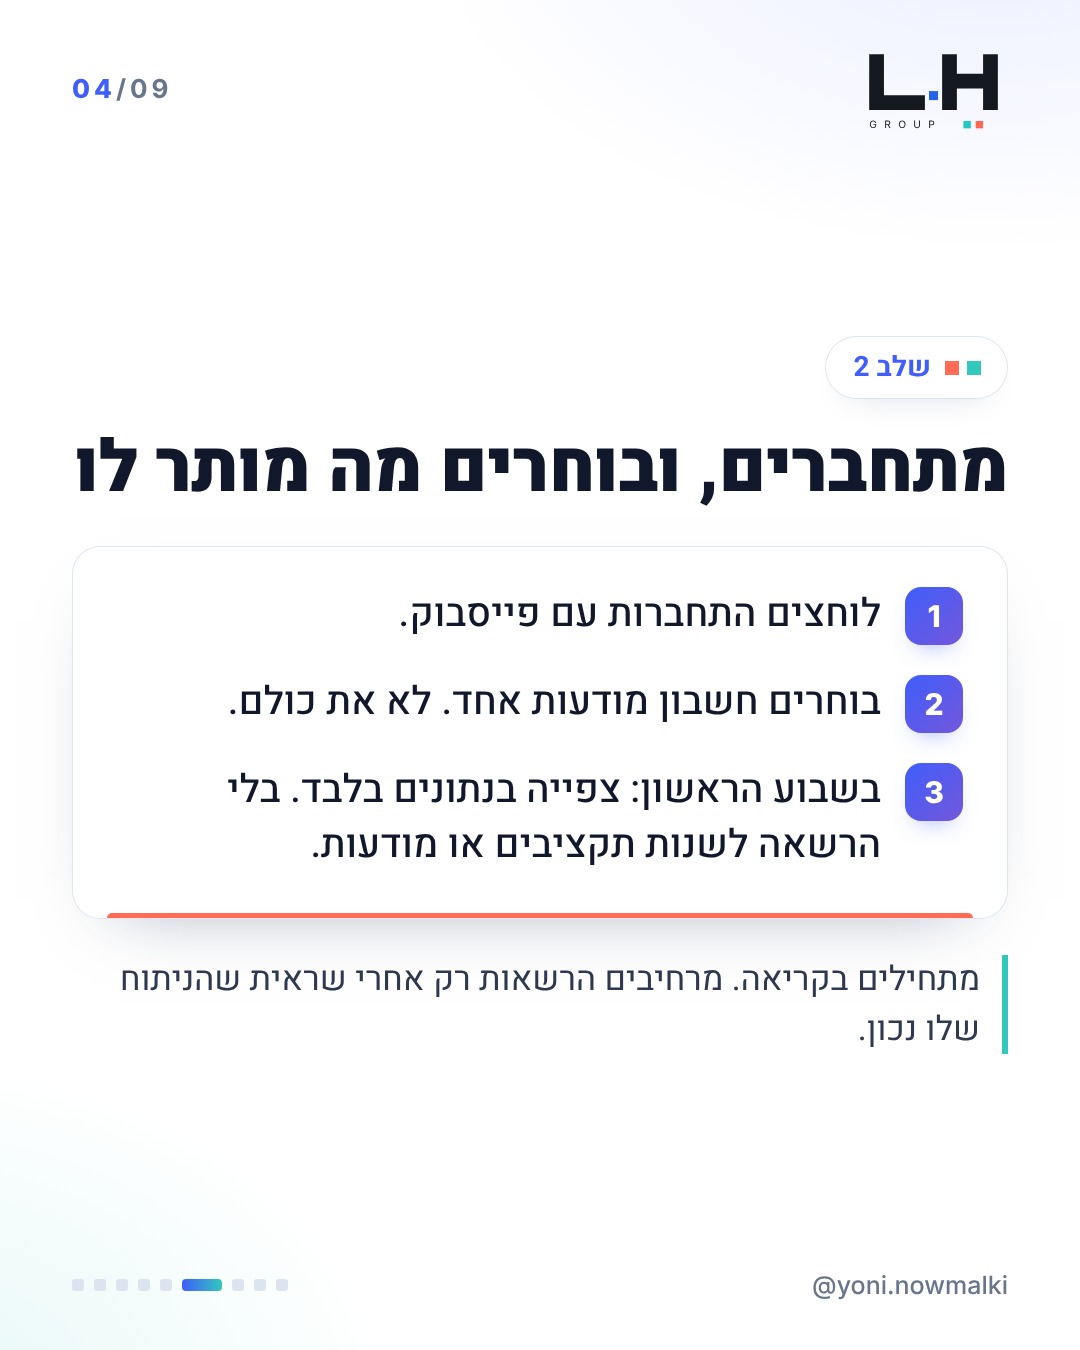 04/09
L.H
GROUP
שלב 2
מתחברים, ובוחרים מה מותר לו
1 לוחצים התחברות עם פייסבוק.
2 בוחרים חשבון מודעות אחד. לא את כולם.
3 בשבוע הראשון: צפייה בנתונים בלבד. בלי
הרשאה לשנות תקציבים או מודעות.
מתחילים בקריאה. מרחיבים הרשאות רק אחרי שראית שהניתוח
שלו נכון.
@yoni.nowmalki